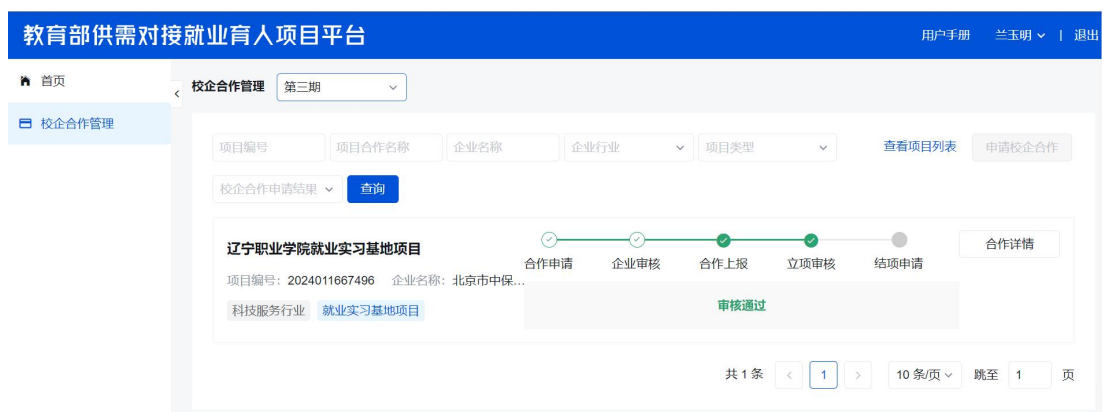 教育部供需对接就业育人项目平台
用户手册 兰玉明 | 退出
首页
校企合作管理 第三期
校企合作管理
项目编号 项目合作名称 企业名称 企业行业 项目类型 查看项目列表 申请校企合作
校企合作申请结果 查询
辽宁职业学院就业实习基地项目
合作申请 企业审核 合作上报 立项审核 结项申请
合作详情
项目编号：2024011667496 企业名称：北京市中保...
科技服务行业 就业实习基地项目
审核通过
共 1 条 < 1 > 10 条/页 跳至 1 页